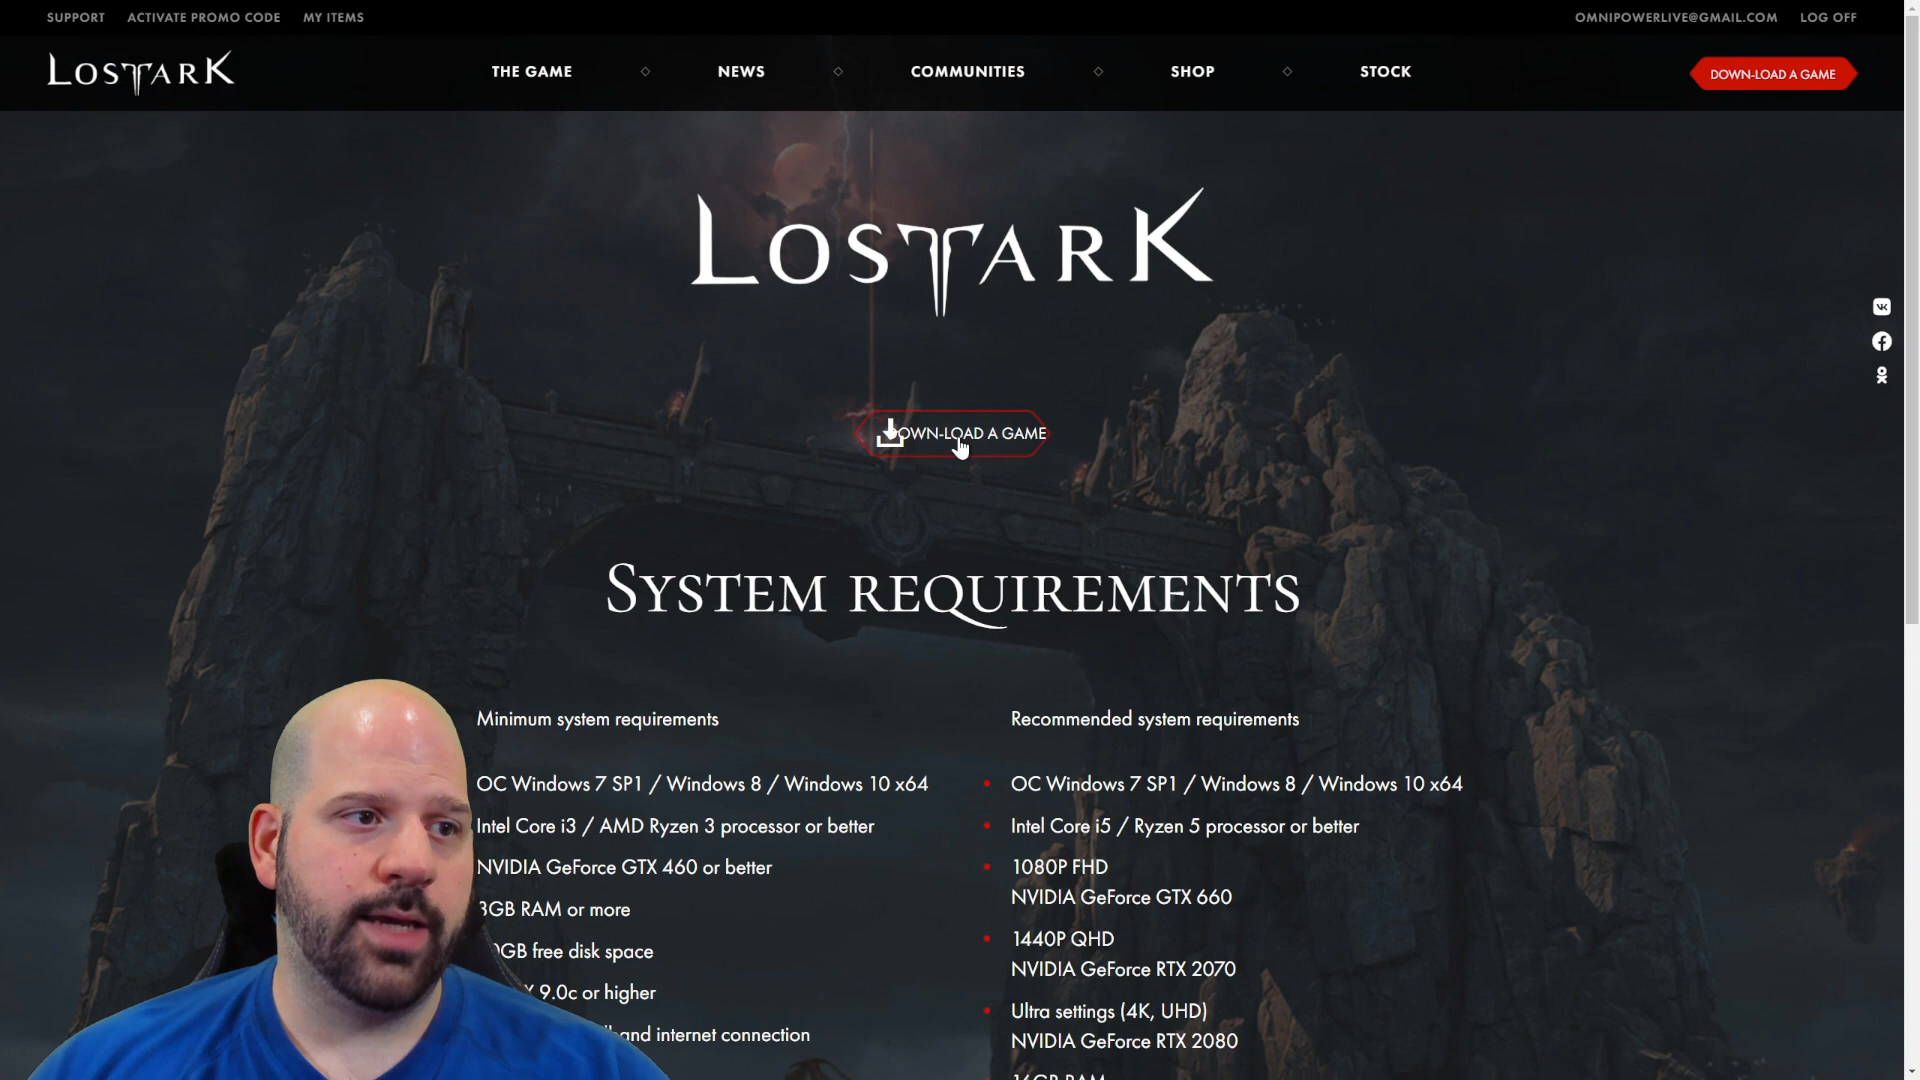 SUPPORT ACTIVATE PROMO CODE MY ITEMS OMNIPOWERLIVE@GMAIL.COM LOG OFF
LOSTARK THE GAME NEWS COMMUNITIES SHOP STOCK DOWN-LOAD A GAME
LOSTARK
DOWN-LOAD A GAME
SYSTEM REQUIREMENTS
Minimum system requirements
OC Windows 7 SP1 / Windows 8 / Windows 10 x64
Intel Core i3 / AMD Ryzen 3 processor or better
NVIDIA GeForce GTX 460 or better
RAM or more
free disk space
9.0c or higher
internet connection
Recommended system requirements
OC Windows 7 SP1 / Windows 8 / Windows 10 x64
Intel Core i5 / Ryzen 5 processor or better
1080P FHD
NVIDIA GeForce GTX 660
1440P QHD
NVIDIA GeForce RTX 2070
Ultra settings (4K, UHD)
NVIDIA GeForce RTX 2080
16GB RAM